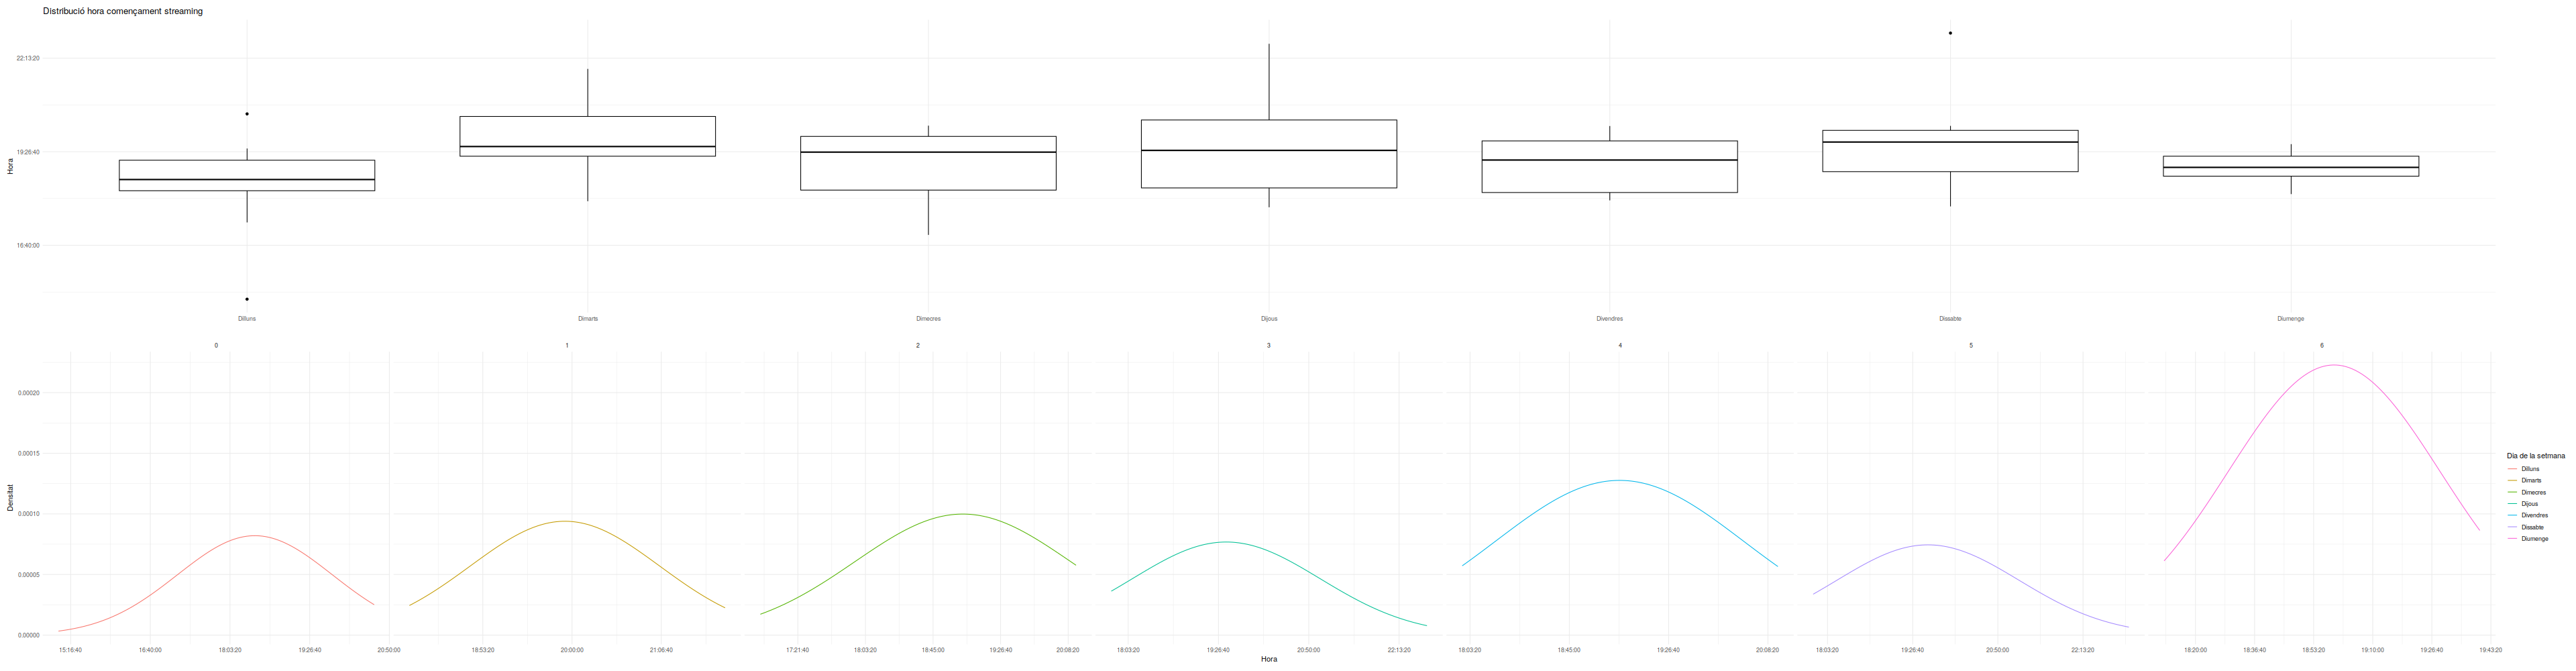 Distribució hora començament streaming
Hora
22:13:20
19:26:40
16:40:00
Dilluns Dimarts Dimecres Dijous Divendres Dissabte Diumenge
0 1 2 3 4 5 6
Densitat
0.00020
0.00015
0.00010
0.00005
0.00000
15:16:40 16:40:00 18:03:20 19:26:40 20:50:00 18:53:20 20:00:00 21:06:40 17:21:40 18:03:20 18:45:00 19:26:40 20:08:20 18:03:20 19:26:40 20:50:00 22:13:20 18:03:20 18:45:00 19:26:40 20:08:20 18:03:20 19:26:40 20:50:00 22:13:20 18:20:00 18:36:40 18:53:20 19:10:00 19:26:40 19:43:20
Hora
Dia de la setmana
Dilluns
Dimarts
Dimecres
Dijous
Divendres
Dissabte
Diumenge